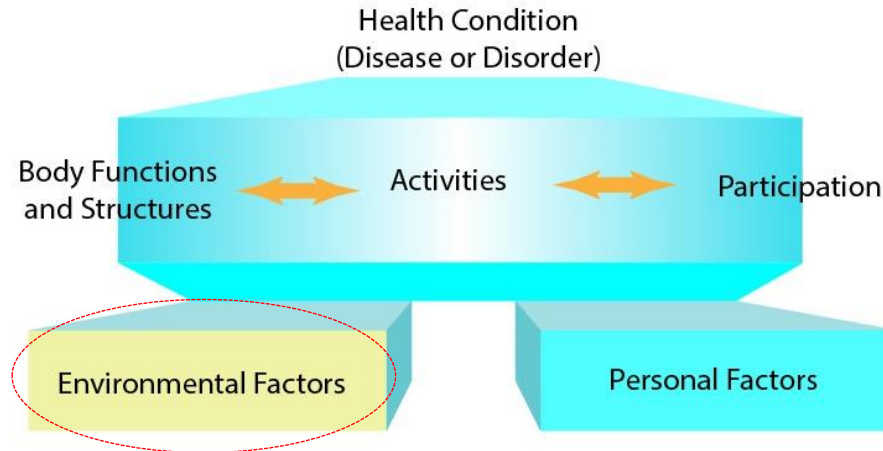 Health Condition
(Disease or Disorder)
Body Functions
and Structures
Activities
Participation
Environmental Factors
Personal Factors